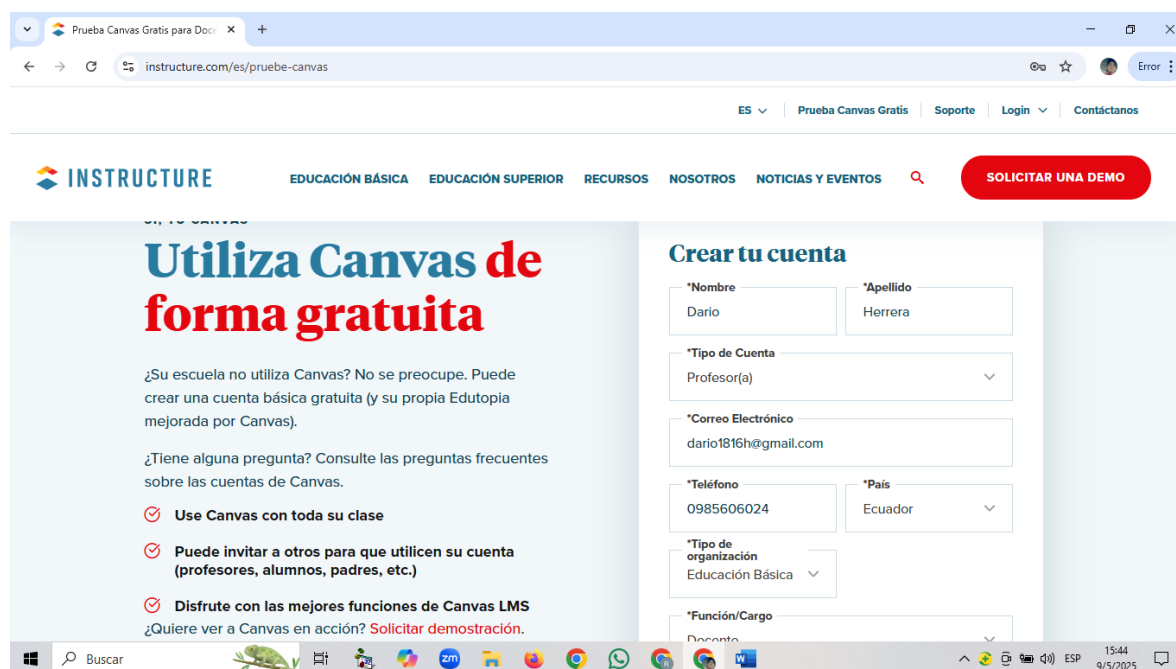 Prueba Canvas Gratis para Doce
instructure.com/es/pruebe-canvas
Error
ES
Prueba Canvas Gratis
Soporte
Login
Contáctanos
INSTRUCTURE
EDUCACIÓN BÁSICA
EDUCACIÓN SUPERIOR
RECURSOS
NOSOTROS
NOTICIAS Y EVENTOS
SOLICITAR UNA DEMO
Utiliza Canvas de
forma gratuita
¿Su escuela no utiliza Canvas? No se preocupe. Puede
crear una cuenta básica gratuita (y su propia Edutopia
mejorada por Canvas).
¿Tiene alguna pregunta? Consulte las preguntas frecuentes
sobre las cuentas de Canvas.
Use Canvas con toda su clase
Puede invitar a otros para que utilicen su cuenta
(profesores, alumnos, padres, etc.)
Disfrute con las mejores funciones de Canvas LMS
¿Quiere ver a Canvas en acción? Solicitar demostración.
Crear tu cuenta
*Nombre
Dario
*Apellido
Herrera
*Tipo de Cuenta
Profesor(a)
*Correo Electrónico
dario1816h@gmail.com
*Teléfono
0985606024
*País
Ecuador
*Tipo de
organización
Educación Básica
*Función/Cargo
Docente
Buscar
zm
W
ESP
15:44
9/5/2025